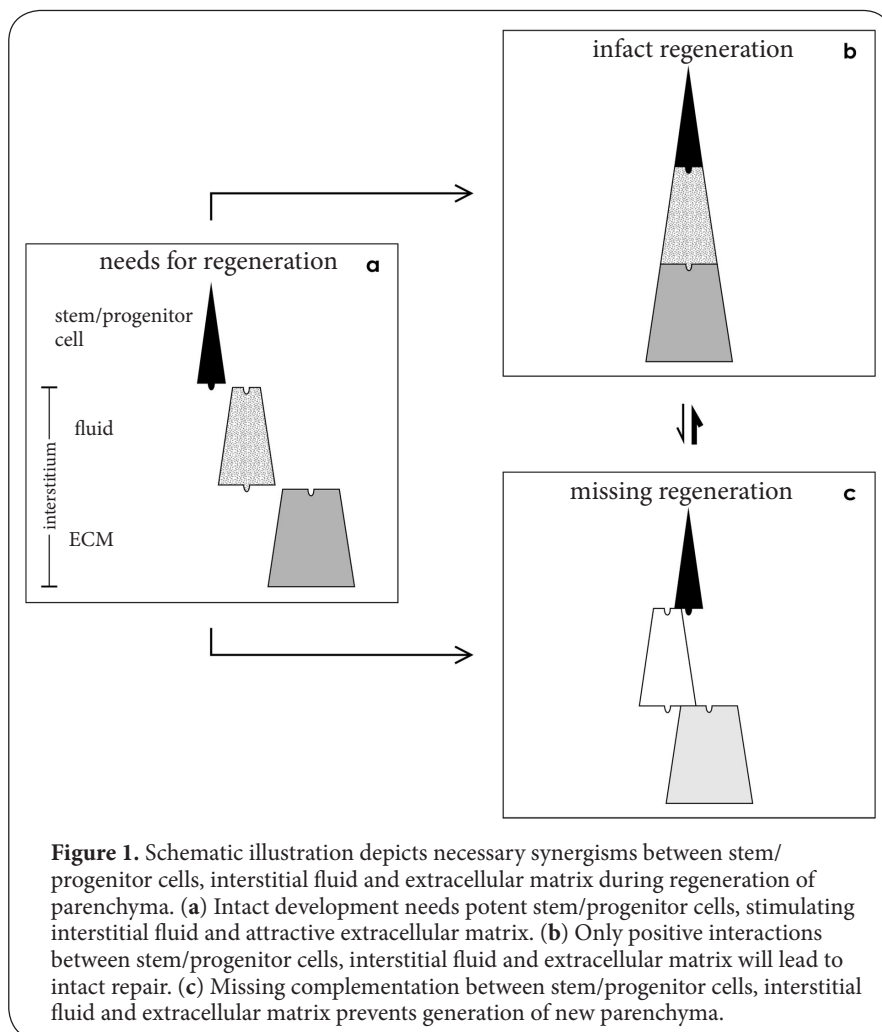 needs for regeneration a
stem/progenitor
cell
fluid
interstitium
ECM
infact regeneration b
missing regeneration c
Figure 1. Schematic illustration depicts necessary synergisms between stem/
progenitor cells, interstitial fluid and extracellular matrix during regeneration of
parenchyma. (a) Intact development needs potent stem/progenitor cells, stimulating
interstitial fluid and attractive extracellular matrix. (b) Only positive interactions
between stem/progenitor cells, interstitial fluid and extracellular matrix will lead to
intact repair. (c) Missing complementation between stem/progenitor cells, interstitial
fluid and extracellular matrix prevents generation of new parenchyma.